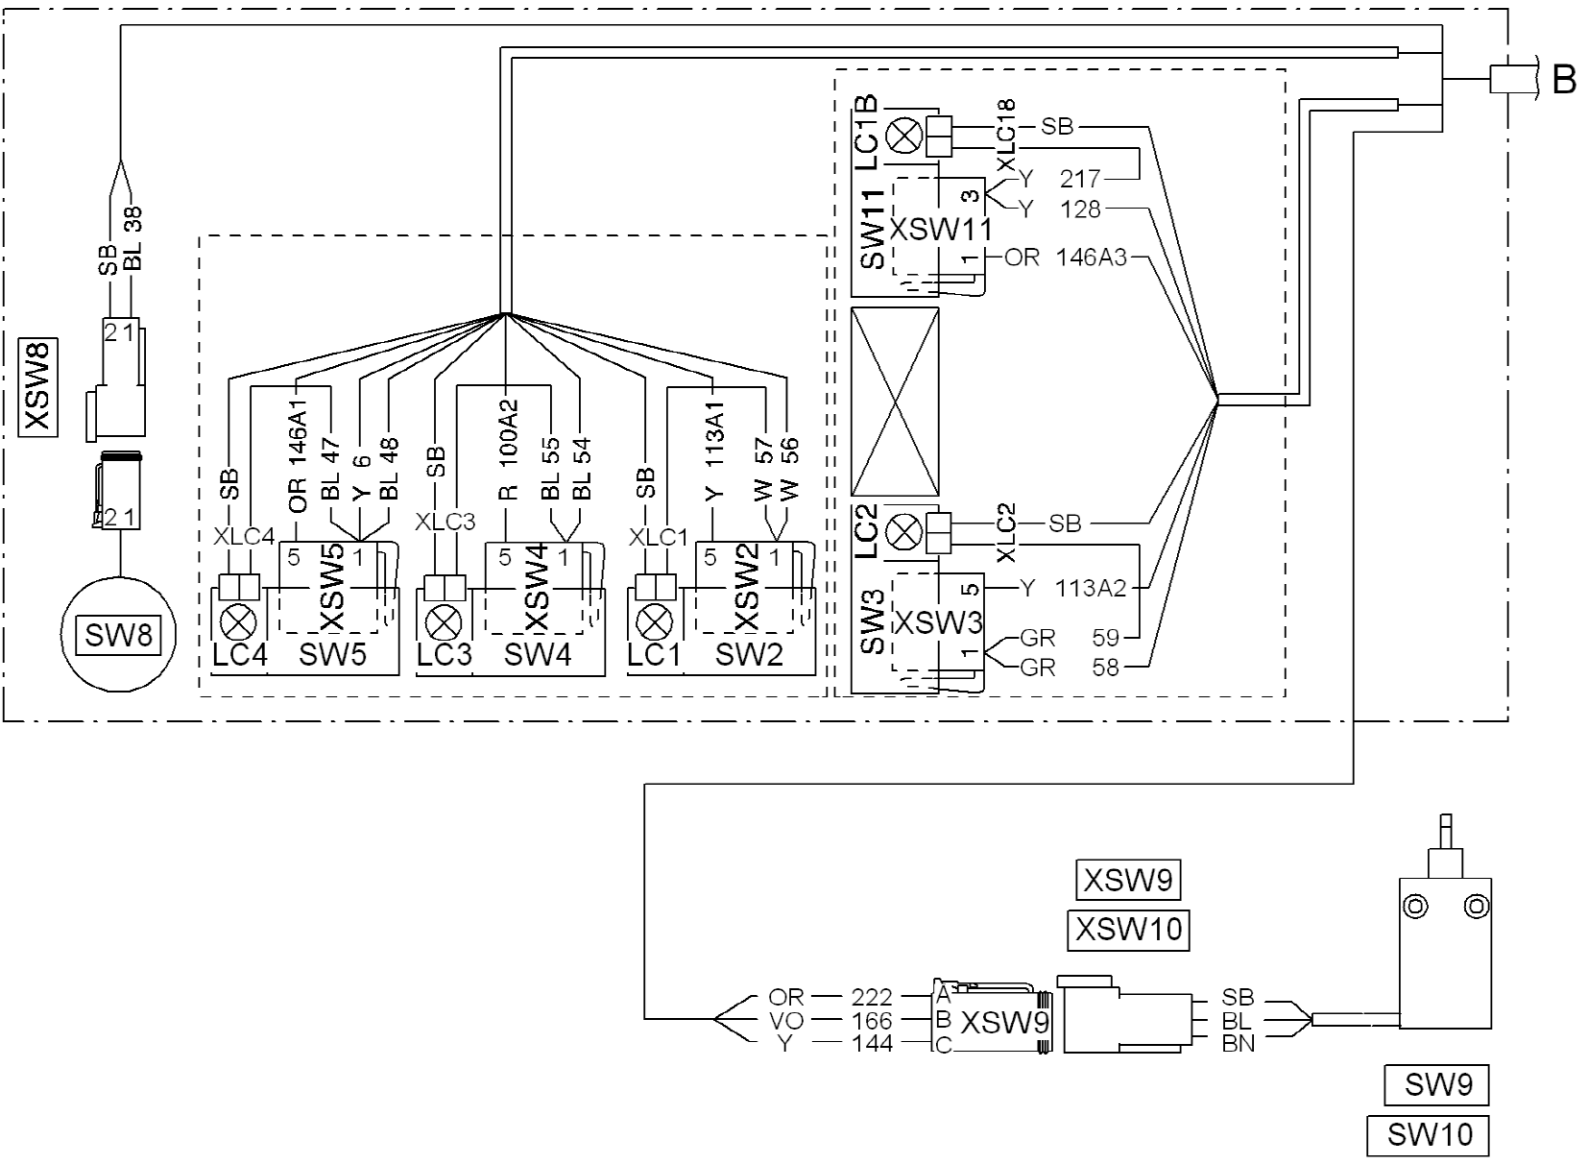 B
LC1B
XLC18
SB
Y 217
3
Y 128
SW11
XSW11
1
OR 146A3
SB
BL 38
2 1
XSW8
2 1
SW8
SB
OR 146A1
BL 47
Y 6
BL 48
SB
R 100A2
BL 55
BL 54
SB
Y 113A1
W 57
W 56
XLC4
XLC3
XLC1
5
XSW5
1
5
XSW4
1
5
XSW2
1
LC4
SW5
LC3
SW4
LC1
SW2
LC2
XLC2
SB
5
Y 113A2
SW3
XSW3
GR 59
1
GR 58
XSW9
XSW10
OR 222 A
VO 166 B
Y 144 C
XSW9
SB
BL
BN
SW9
SW10